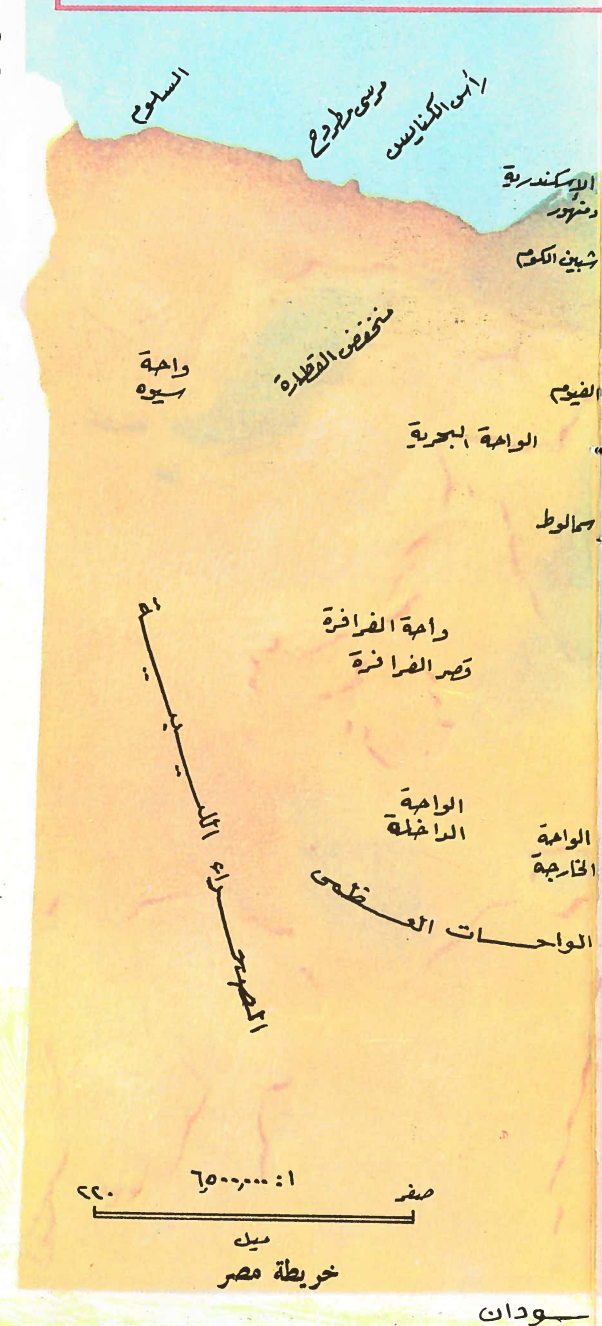 السلوم
مرسى مطروح
رأس الكنايس
الإسكندرية
دمنهور
شبين الكوم
منخفض القطارة
واحة
سيوه
الفيوم
الواحة البحرية
سمالوط
واحة الفرافرة
قصر الفرافرة
الواحة
الداخلة
الواحة
الخارجة
الواحات العظمى
الصحراء الليبية
١ : ٦,٥٠٠,٠٠٠
صفر
٢٢٠
ميل
خريطة مصر
سودان